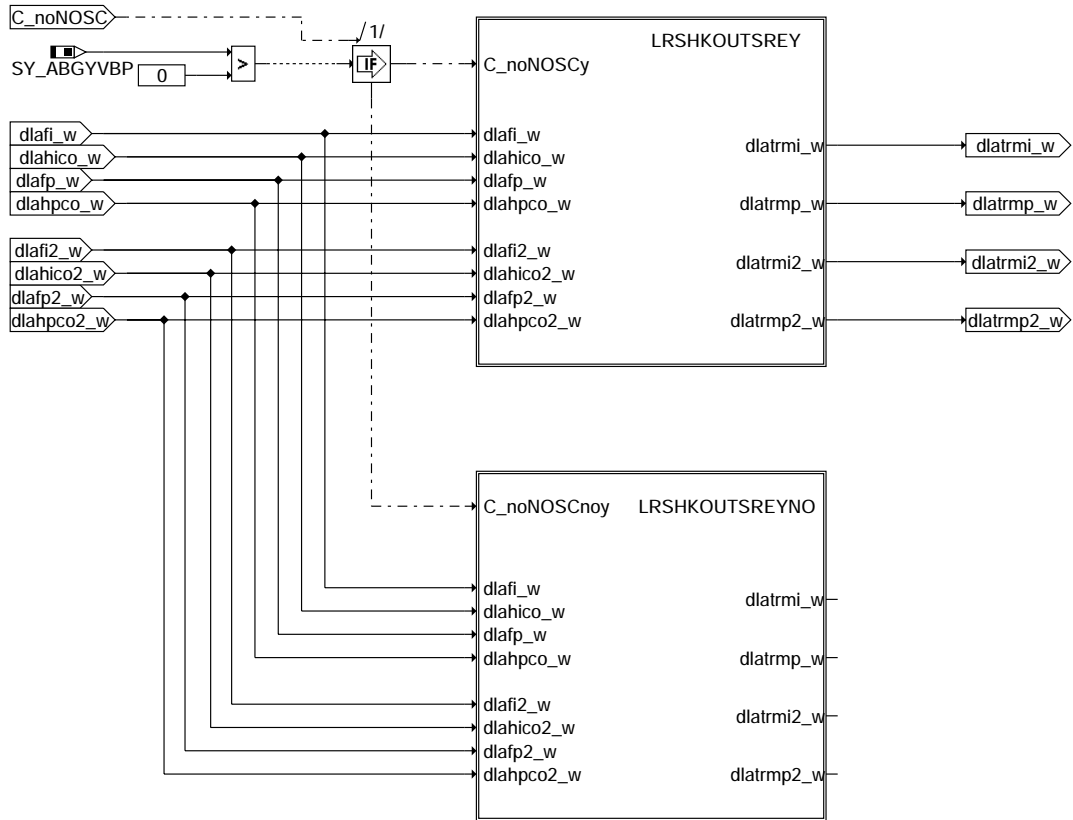 C_noNOSC
/1/
SY_ABGYVBP
0
>
IF
LRSHKOUTSREY
C_noNOSCy
dlafi_w
dlahico_w
dlafp_w
dlahpco_w
dlafi2_w
dlahico2_w
dlafp2_w
dlahpco2_w
dlafi_w
dlahico_w
dlafp_w
dlahpco_w
dlafi2_w
dlahico2_w
dlafp2_w
dlahpco2_w
dlatrmi_w
dlatrmp_w
dlatrmi2_w
dlatrmp2_w
dlatrmi_w
dlatrmp_w
dlatrmi2_w
dlatrmp2_w
C_noNOSCnoy
LRSHKOUTSREYNO
dlafi_w
dlahico_w
dlafp_w
dlahpco_w
dlafi2_w
dlahico2_w
dlafp2_w
dlahpco2_w
dlatrmi_w
dlatrmp_w
dlatrmi2_w
dlatrmp2_w